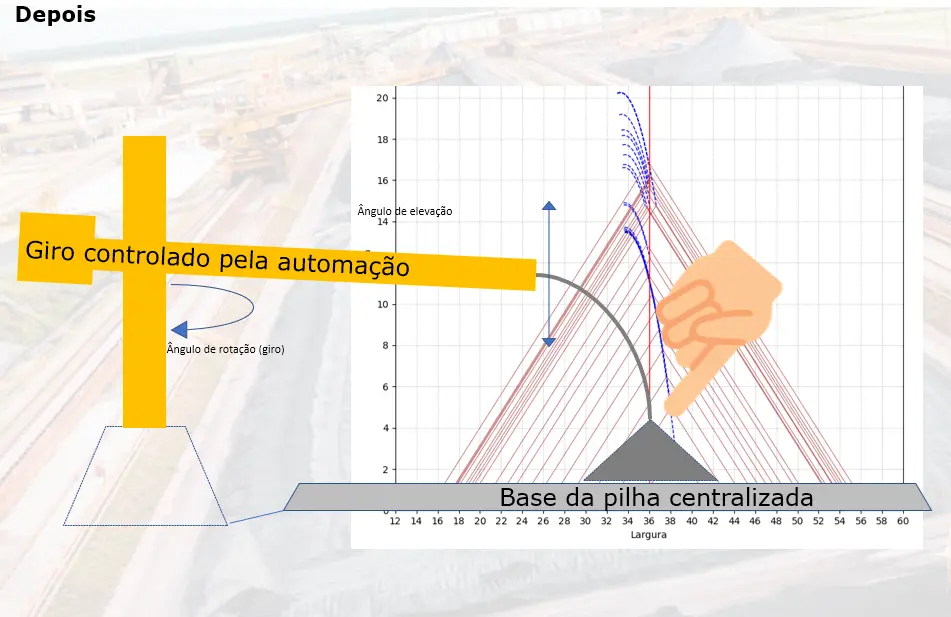 Depois
20
18
16
Ângulo de elevação
14
Giro controlado pela automação
10
Ângulo de rotação (giro)
8
6
4
2
Base da pilha centralizada
12 14 16 18 20 22 24 26 28 30 32 34 36 38 40 42 44 46 48 50 52 54 56 58 60
Largura